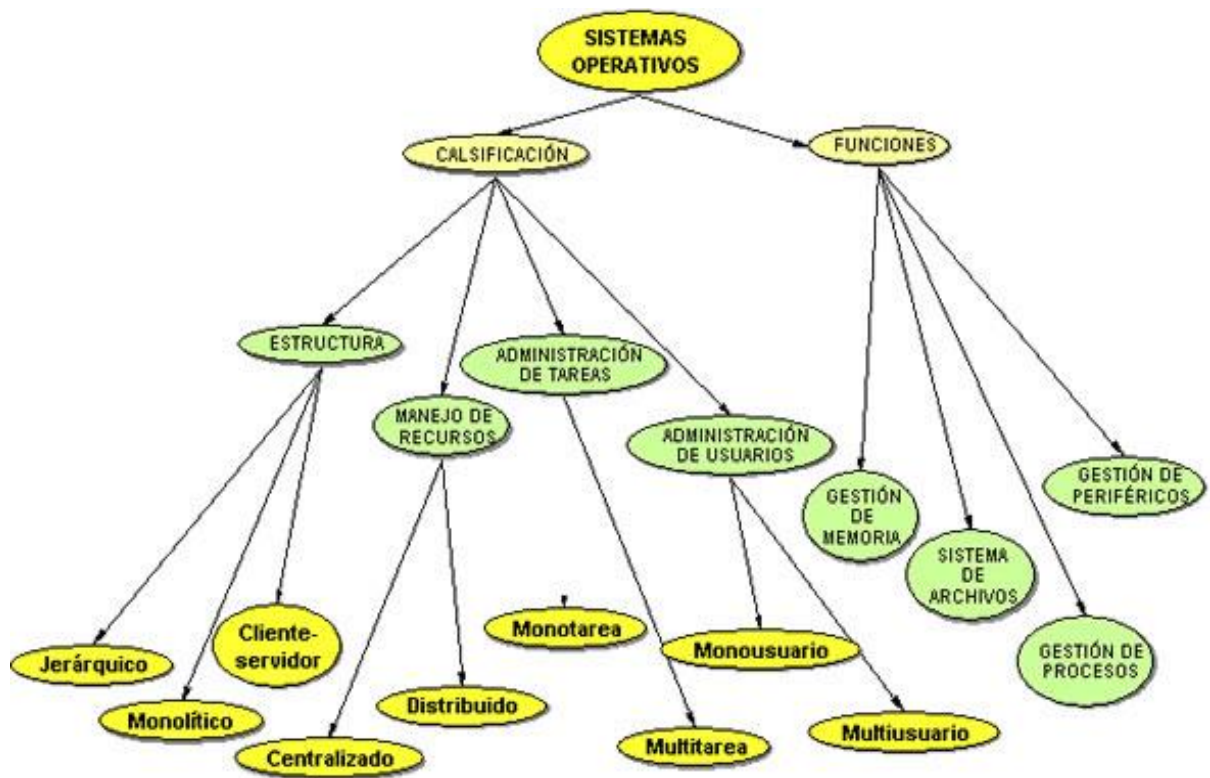 SISTEMAS
OPERATIVOS
CALSIFICACIÓN
FUNCIONES
ESTRUCTURA
ADMINISTRACIÓN
DE TAREAS
MANEJO DE
RECURSOS
ADMINISTRACIÓN
DE USUARIOS
GESTIÓN
DE
MEMORIA
SISTEMA
DE
ARCHIVOS
GESTIÓN DE
PROCESOS
GESTIÓN DE
PERIFÉRICOS
Jerárquico
Monolítico
Cliente-
servidor
Centralizado
Distribuido
Monotarea
Multitarea
Monousuario
Multiusuario